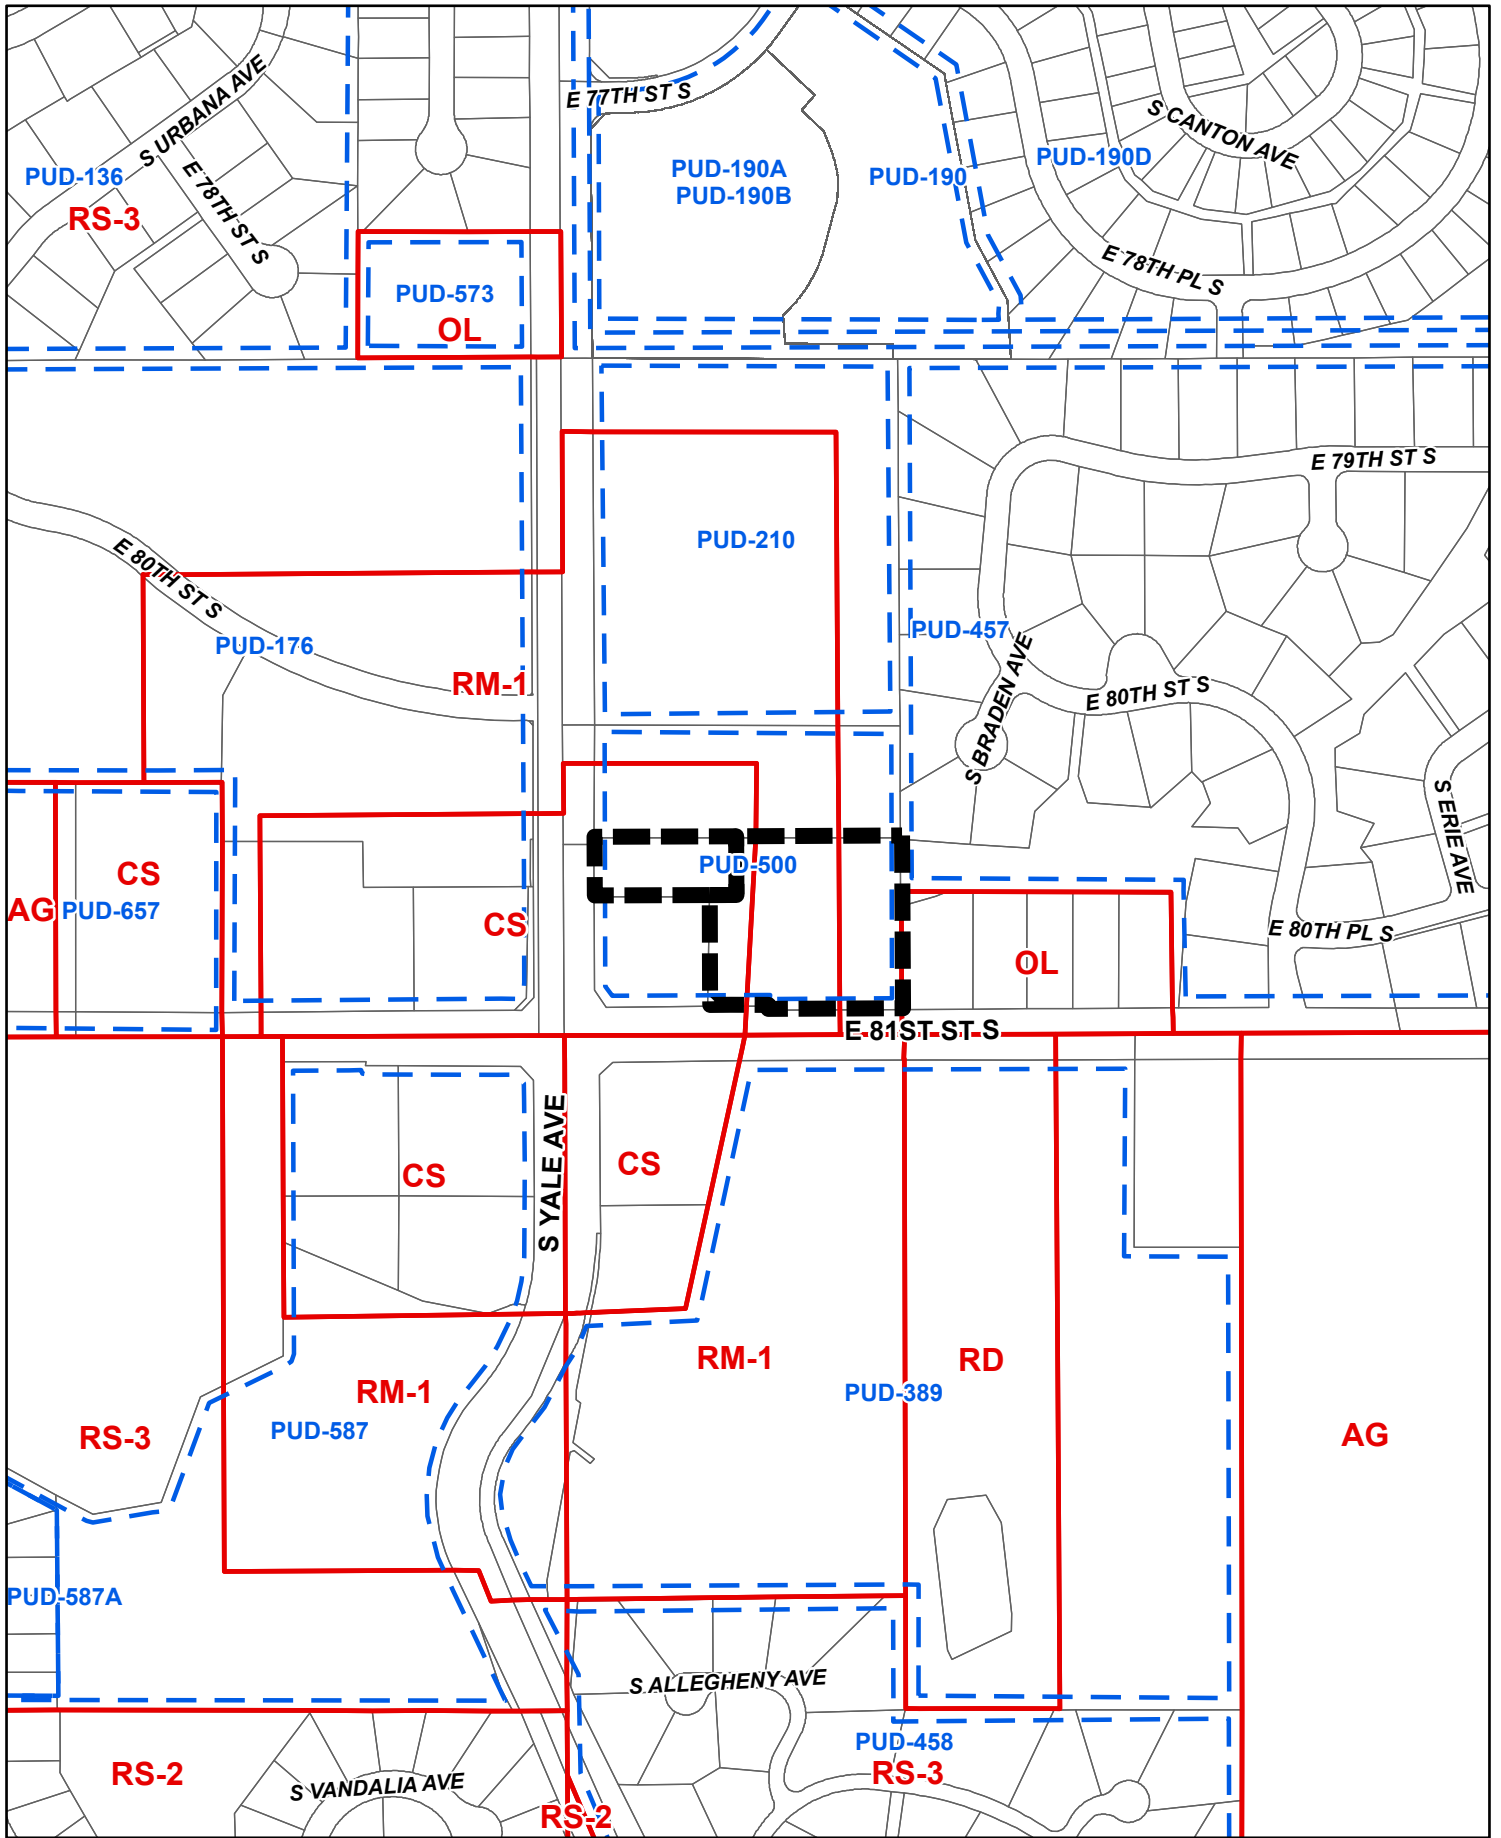 E 77TH ST S
S URBANA AVE
S CANTON AVE
PUD-136
RS-3
E 78TH ST S
PUD-190A
PUD-190B
PUD-190
PUD-190D
E 78TH PL S
PUD-573
OL
E 79TH ST S
PUD-210
E 80TH ST S
PUD-176
RM-1
PUD-457
S BRADEN AVE
E 80TH ST S
S ERIE AVE
CS
AG
PUD-657
CS
PUD-500
E 80TH PL S
OL
E 81ST ST S
S YALE AVE
CS
CS
RM-1
RD
RM-1
PUD-389
PUD-587
RS-3
AG
PUD-587A
S ALLEGHENY AVE
PUD-458
RS-3
RS-2
S VANDALIA AVE
RS-2